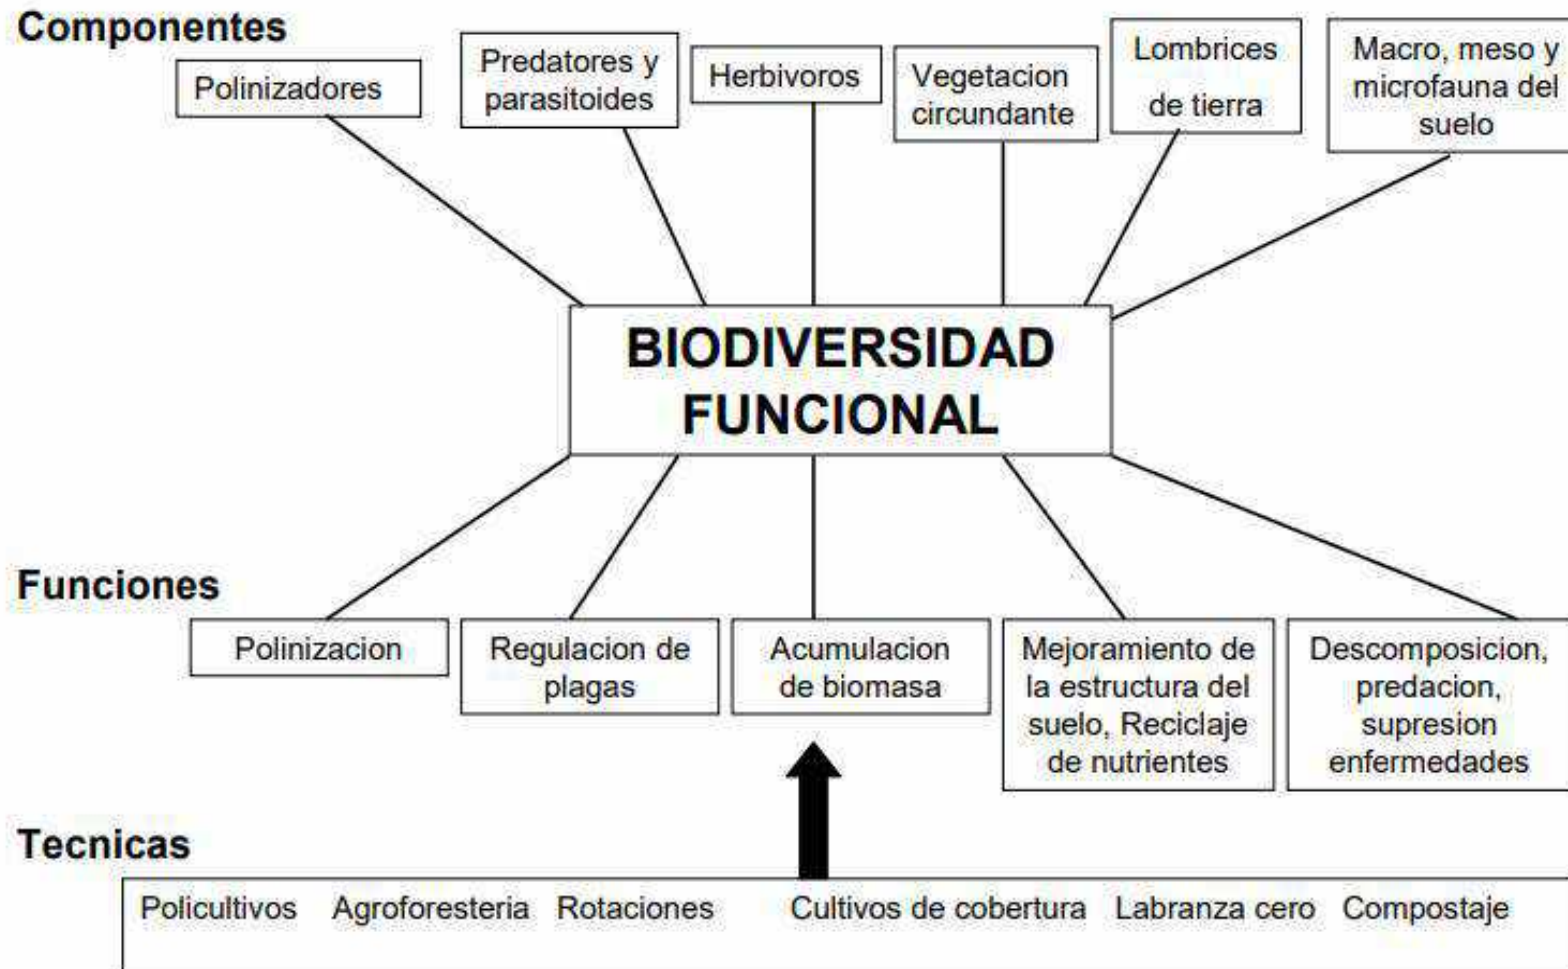 Componentes
Polinizadores
Predatores y
parasitoides
Herbivoros
Vegetacion
circundante
Lombrices
de tierra
Macro, meso y
microfauna del
suelo
BIODIVERSIDAD
FUNCIONAL
Funciones
Polinizacion
Regulacion de
plagas
Acumulacion
de biomasa
Mejoramiento de
la estructura del
suelo, Reciclaje
de nutrientes
Descomposicion,
predacion,
supresion
enfermedades
Tecnicas
Policultivos Agroforesteria Rotaciones Cultivos de cobertura Labranza cero Compostaje